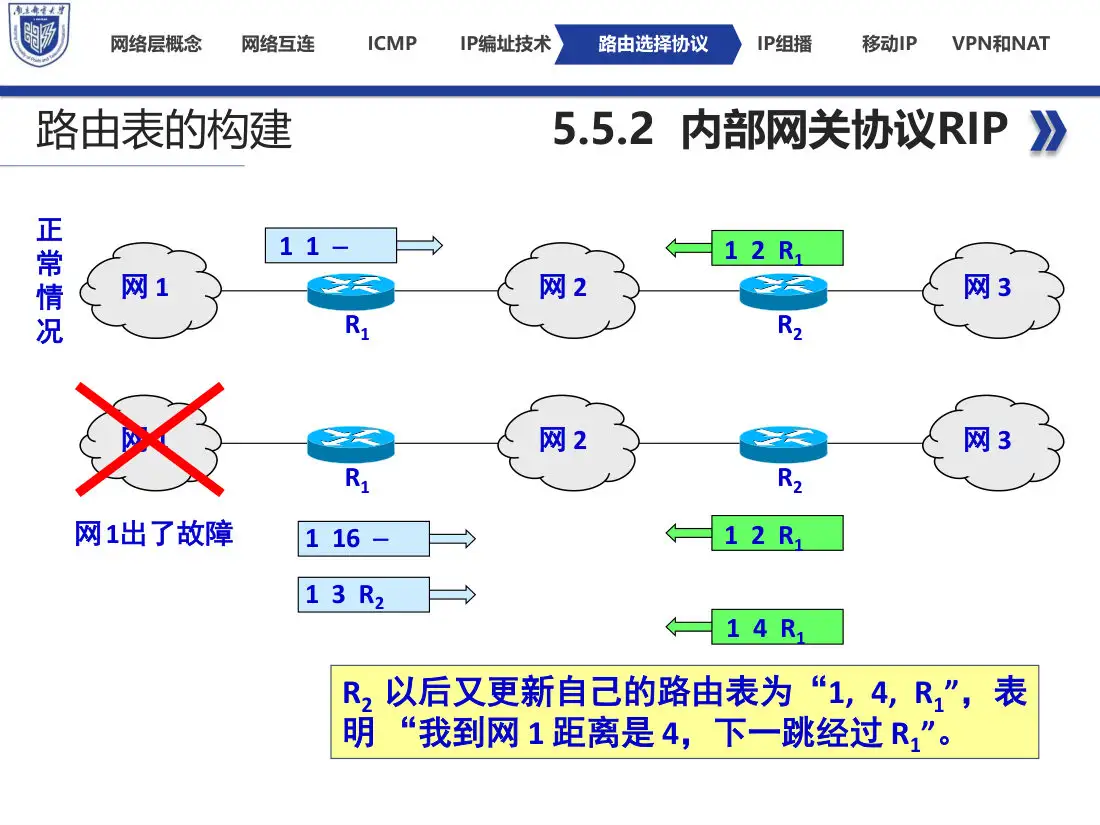 网络层概念 网络互连 ICMP IP编址技术 路由选择协议 IP组播 移动IP VPN和NAT
路由表的构建
5.5.2 内部网关协议RIP
正常情况
1 1 –
1 2 R1
网 1
网 2
网 3
R1
R2
网 1
网 2
网 3
R1
R2
网 1出了故障
1 16 –
1 2 R1
1 3 R2
1 4 R1
R2 以后又更新自己的路由表为“1, 4, R1”，表
明 “我到网 1 距离是 4，下一跳经过 R1”。